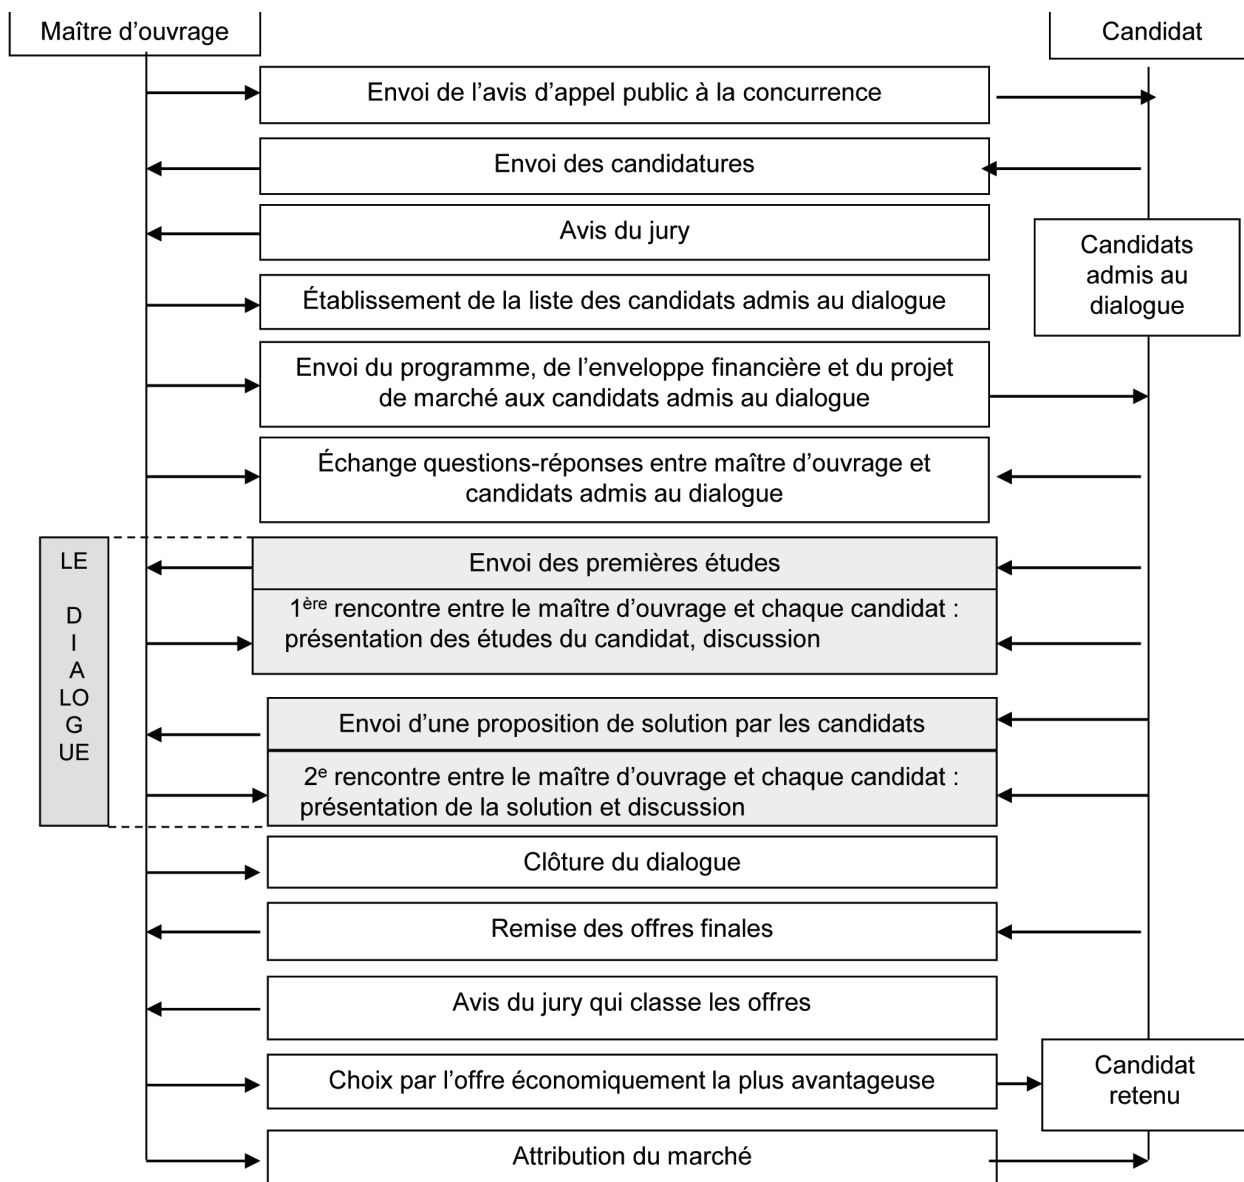 Maître d’ouvrage
Candidat
Envoi de l’avis d’appel public à la concurrence
Envoi des candidatures
Avis du jury
Candidats
admis au
dialogue
Établissement de la liste des candidats admis au dialogue
Envoi du programme, de l’enveloppe financière et du projet
de marché aux candidats admis au dialogue
Échange questions-réponses entre maître d’ouvrage et
candidats admis au dialogue
LE
D
I
A
LO
G
UE
Envoi des premières études
1ère rencontre entre le maître d’ouvrage et chaque candidat :
présentation des études du candidat, discussion
Envoi d’une proposition de solution par les candidats
2e rencontre entre le maître d’ouvrage et chaque candidat :
présentation de la solution et discussion
Clôture du dialogue
Remise des offres finales
Avis du jury qui classe les offres
Choix par l’offre économiquement la plus avantageuse
Candidat
retenu
Attribution du marché